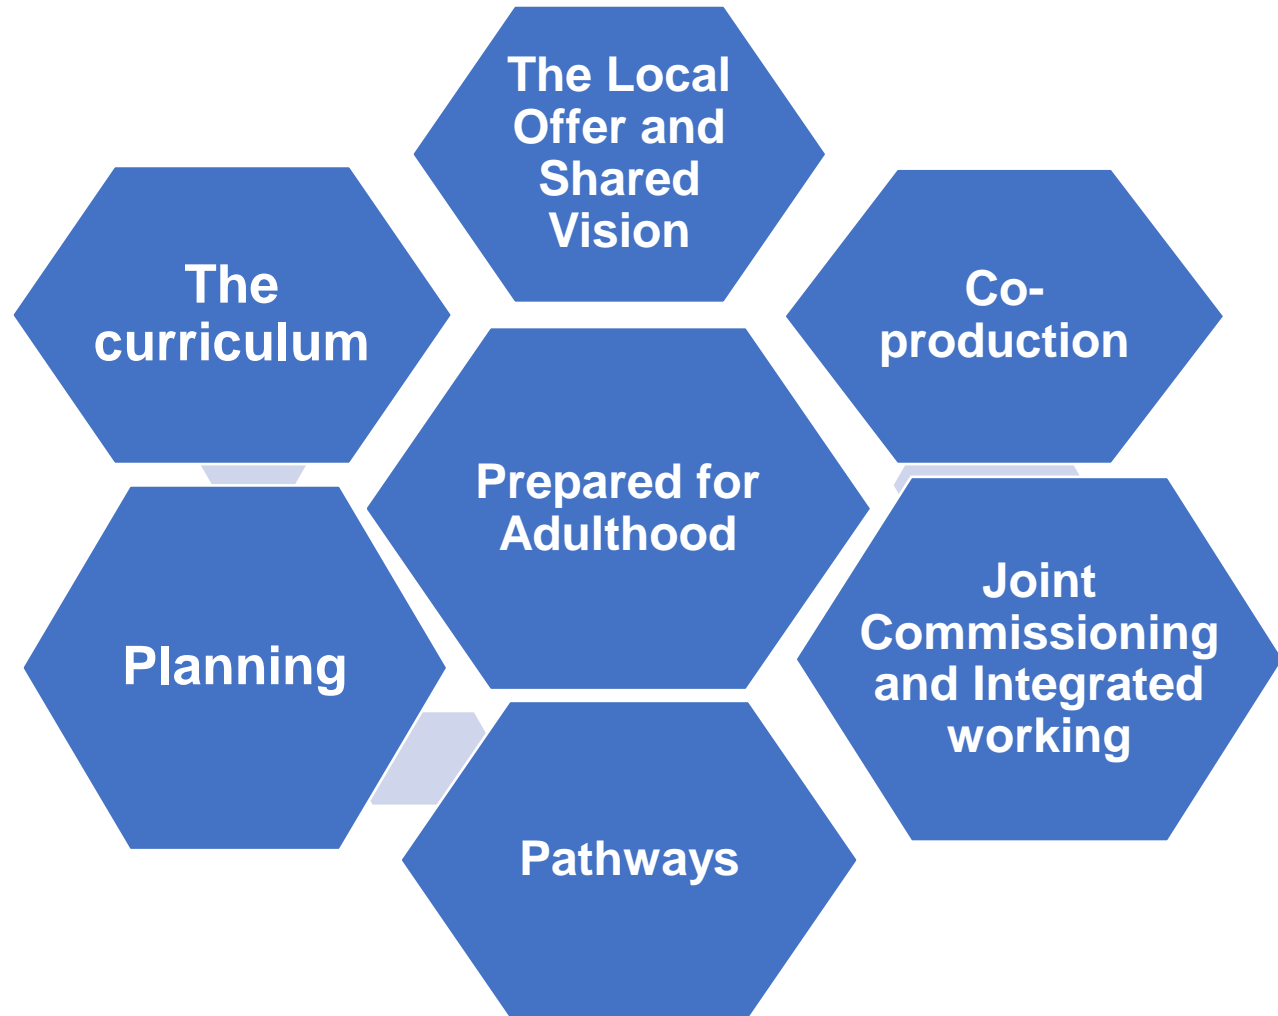 The Local
Offer and
Shared
Vision
The
curriculum
Co-
production
Prepared for
Adulthood
Planning
Joint
Commissioning
and Integrated
working
Pathways